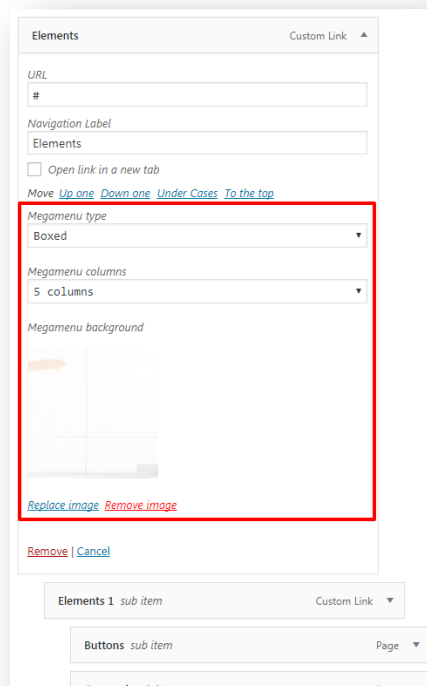 Elements Custom Link
URL
#
Navigation Label
Elements
Open link in a new tab
Move Up one Down one Under Cases To the top
Megamenu type
Boxed
Megamenu columns
5 columns
Megamenu background
Replace image Remove image
Remove | Cancel
Elements 1 sub item Custom Link
Buttons sub item Page